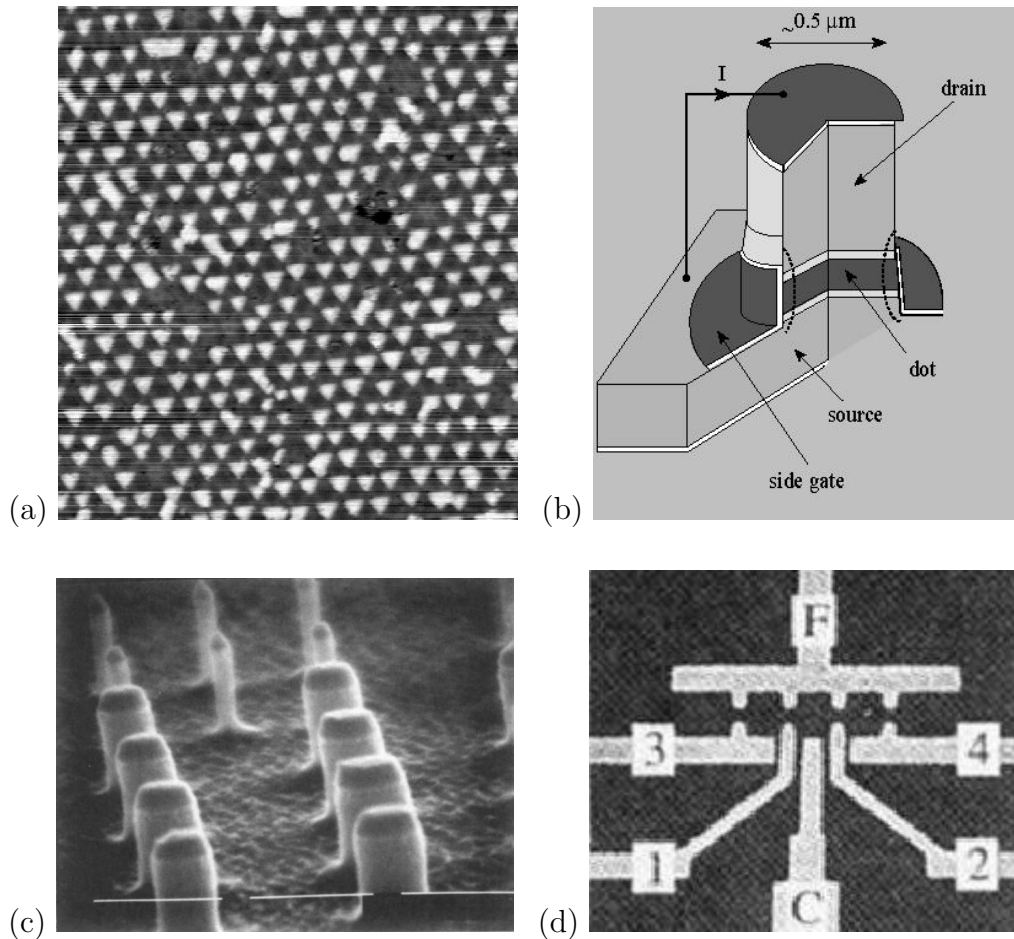 ~0.5 μm
I
drain
dot
source
side gate
(a)
(b)
F
3
4
1
2
C
(c)
(d)